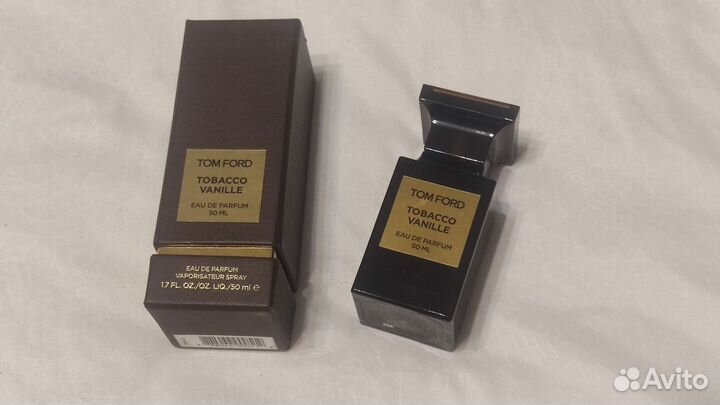 TOM FORD
TOBACCO
VANILLE
EAU DE PARFUM
50 ML
EAU DE PARFUM
VAPORISATEUR SPRAY
1.7 FL. OZ./OZ. LIQ./50 ml e
TOM FORD
TOBACCO
VANILLE
EAU DE PARFUM
50 ML
Avito